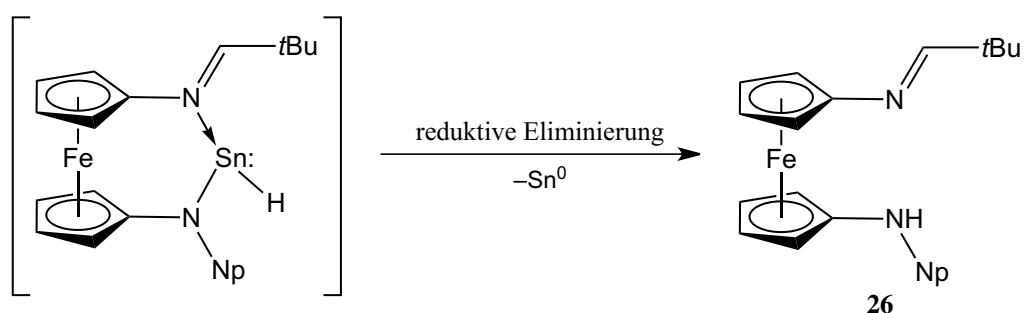 tBu
N
Fe
Sn:
H
N
Np
reduktive Eliminierung
–Sn⁰
tBu
N
Fe
NH
Np
26